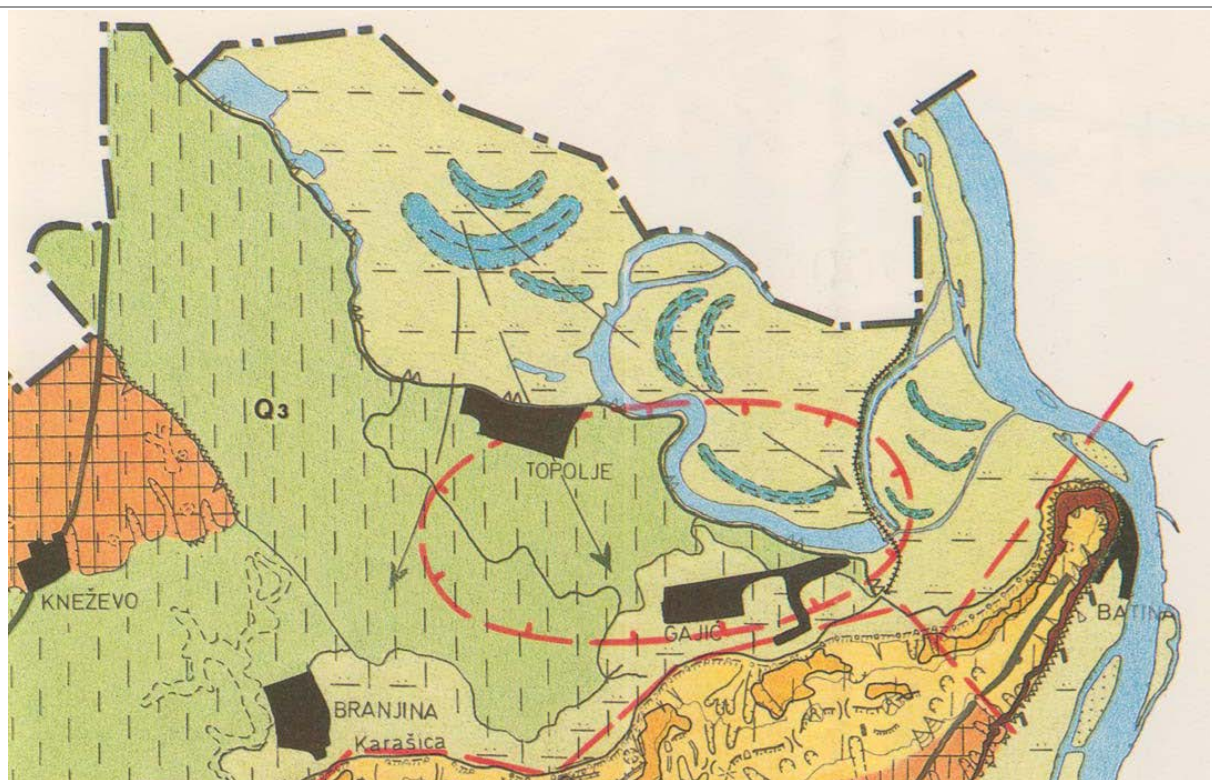 Q3
TOPOLJE
KNEŽEVO
GAJIĆ
BATINA
BRANJINA
Karašica